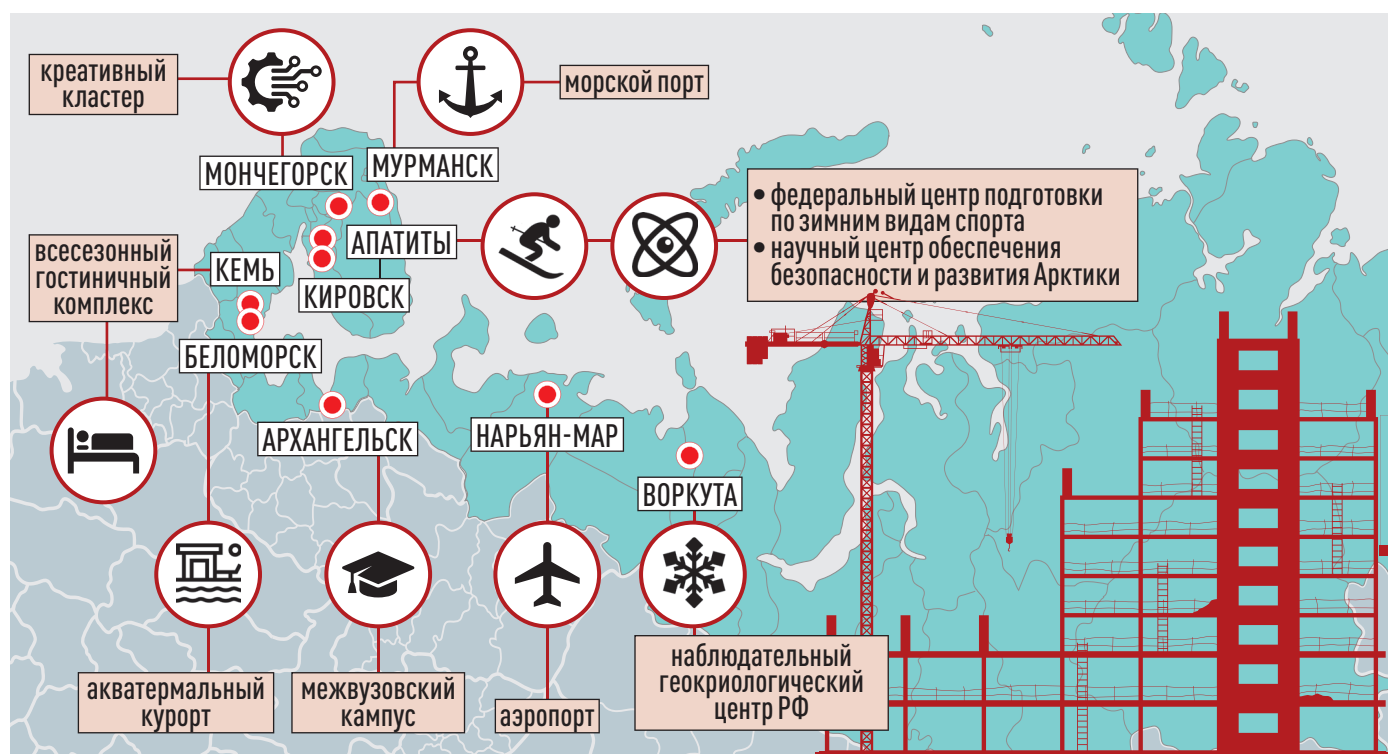 креативный
кластер
морской порт
МОНЧЕГОРСК
МУРМАНСК
• федеральный центр подготовки
по зимним видам спорта
• научный центр обеспечения
безопасности и развития Арктики
всесезонный
гостиничный
комплекс
КЕМЬ
АПАТИТЫ
КИРОВСК
БЕЛОМОРСК
АРХАНГЕЛЬСК
НАРЬЯН-МАР
ВОРКУТА
акватермальный
курорт
межвузовский
кампус
аэропорт
наблюдательный
геокриологический
центр РФ